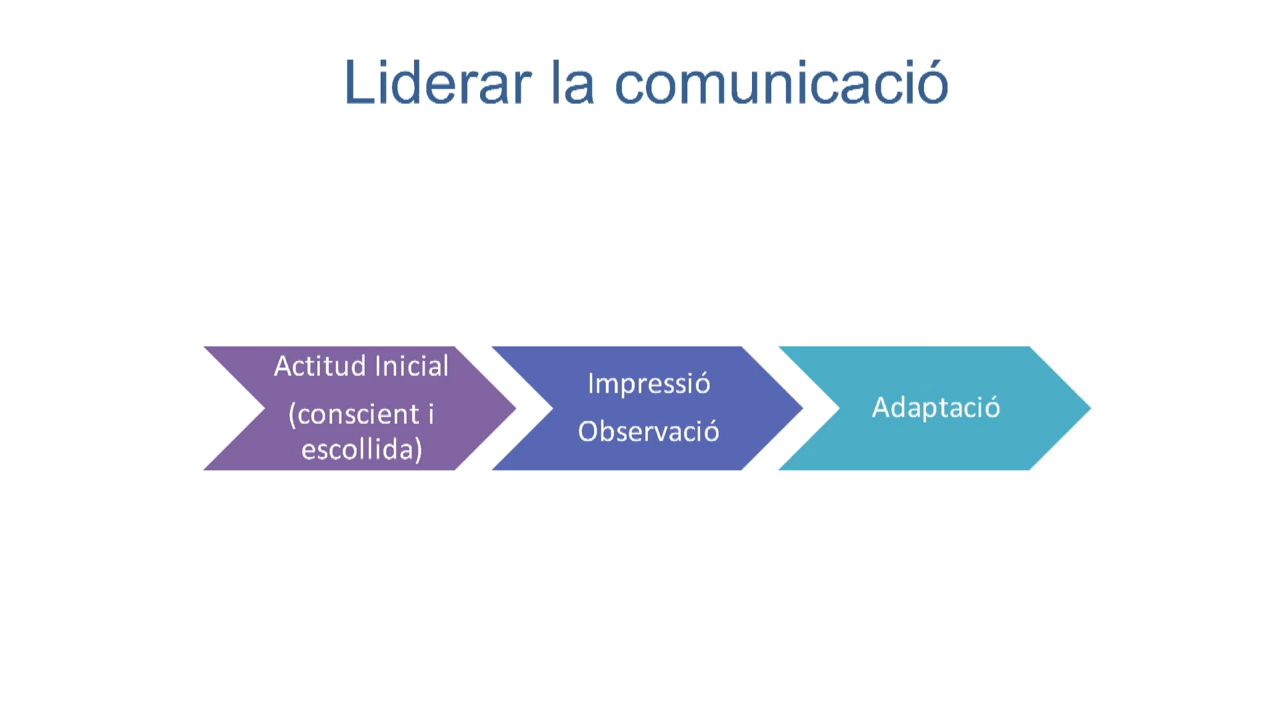 Liderar la comunicació
Actitud Inicial
(conscient i
escollida)
Impressió
Observació
Adaptació